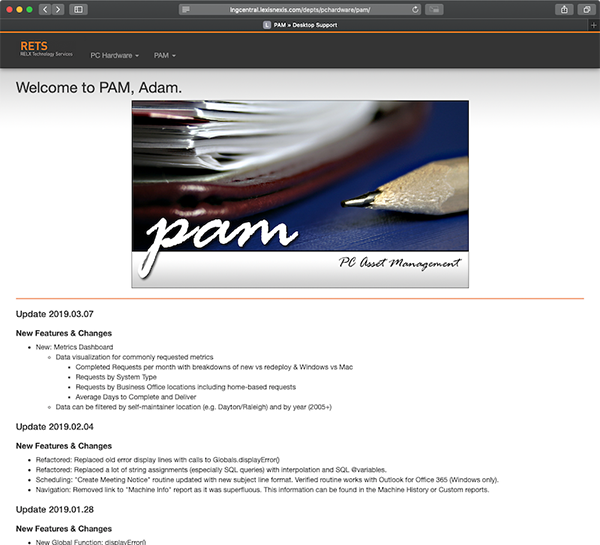 lngcentral.lexisnexis.com/depts/pchardware/pam/
L PAM » Desktop Support
RETS
RELX Technology Services
PC Hardware
PAM
Welcome to PAM, Adam.
pam
PC Asset Management
Update 2019.03.07
New Features & Changes
New: Metrics Dashboard
Data visualization for commonly requested metrics
Completed Requests per month with breakdowns of new vs redeploy & Windows vs Mac
Requests by System Type
Requests by Business Office locations including home-based requests
Average Days to Complete and Deliver
Data can be filtered by self-maintainer location (e.g. Dayton/Raleigh) and by year (2005+)
Update 2019.02.04
New Features & Changes
Refactored: Replaced old error display lines with calls to Globals.displayError()
Refactored: Replaced a lot of string assignments (especially SQL queries) with interpolation and SQL @variables.
Scheduling: "Create Meeting Notice" routine updated with new subject line format. Verified routine works with Outlook for Office 365 (Windows only).
Navigation: Removed link to "Machine Info" report as it was superfluous. This information can be found in the Machine History or Custom reports.
Update 2019.01.28
New Features & Changes
New Global Function: displayError()